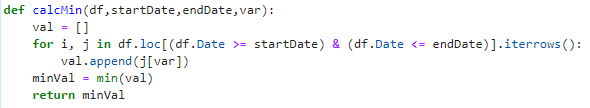 def calcMin(df,startDate,endDate,var):
    val = []
    for i, j in df.loc[(df.Date >= startDate) & (df.Date <= endDate)].iterrows():
        val.append(j[var])
    minVal = min(val)
    return minVal